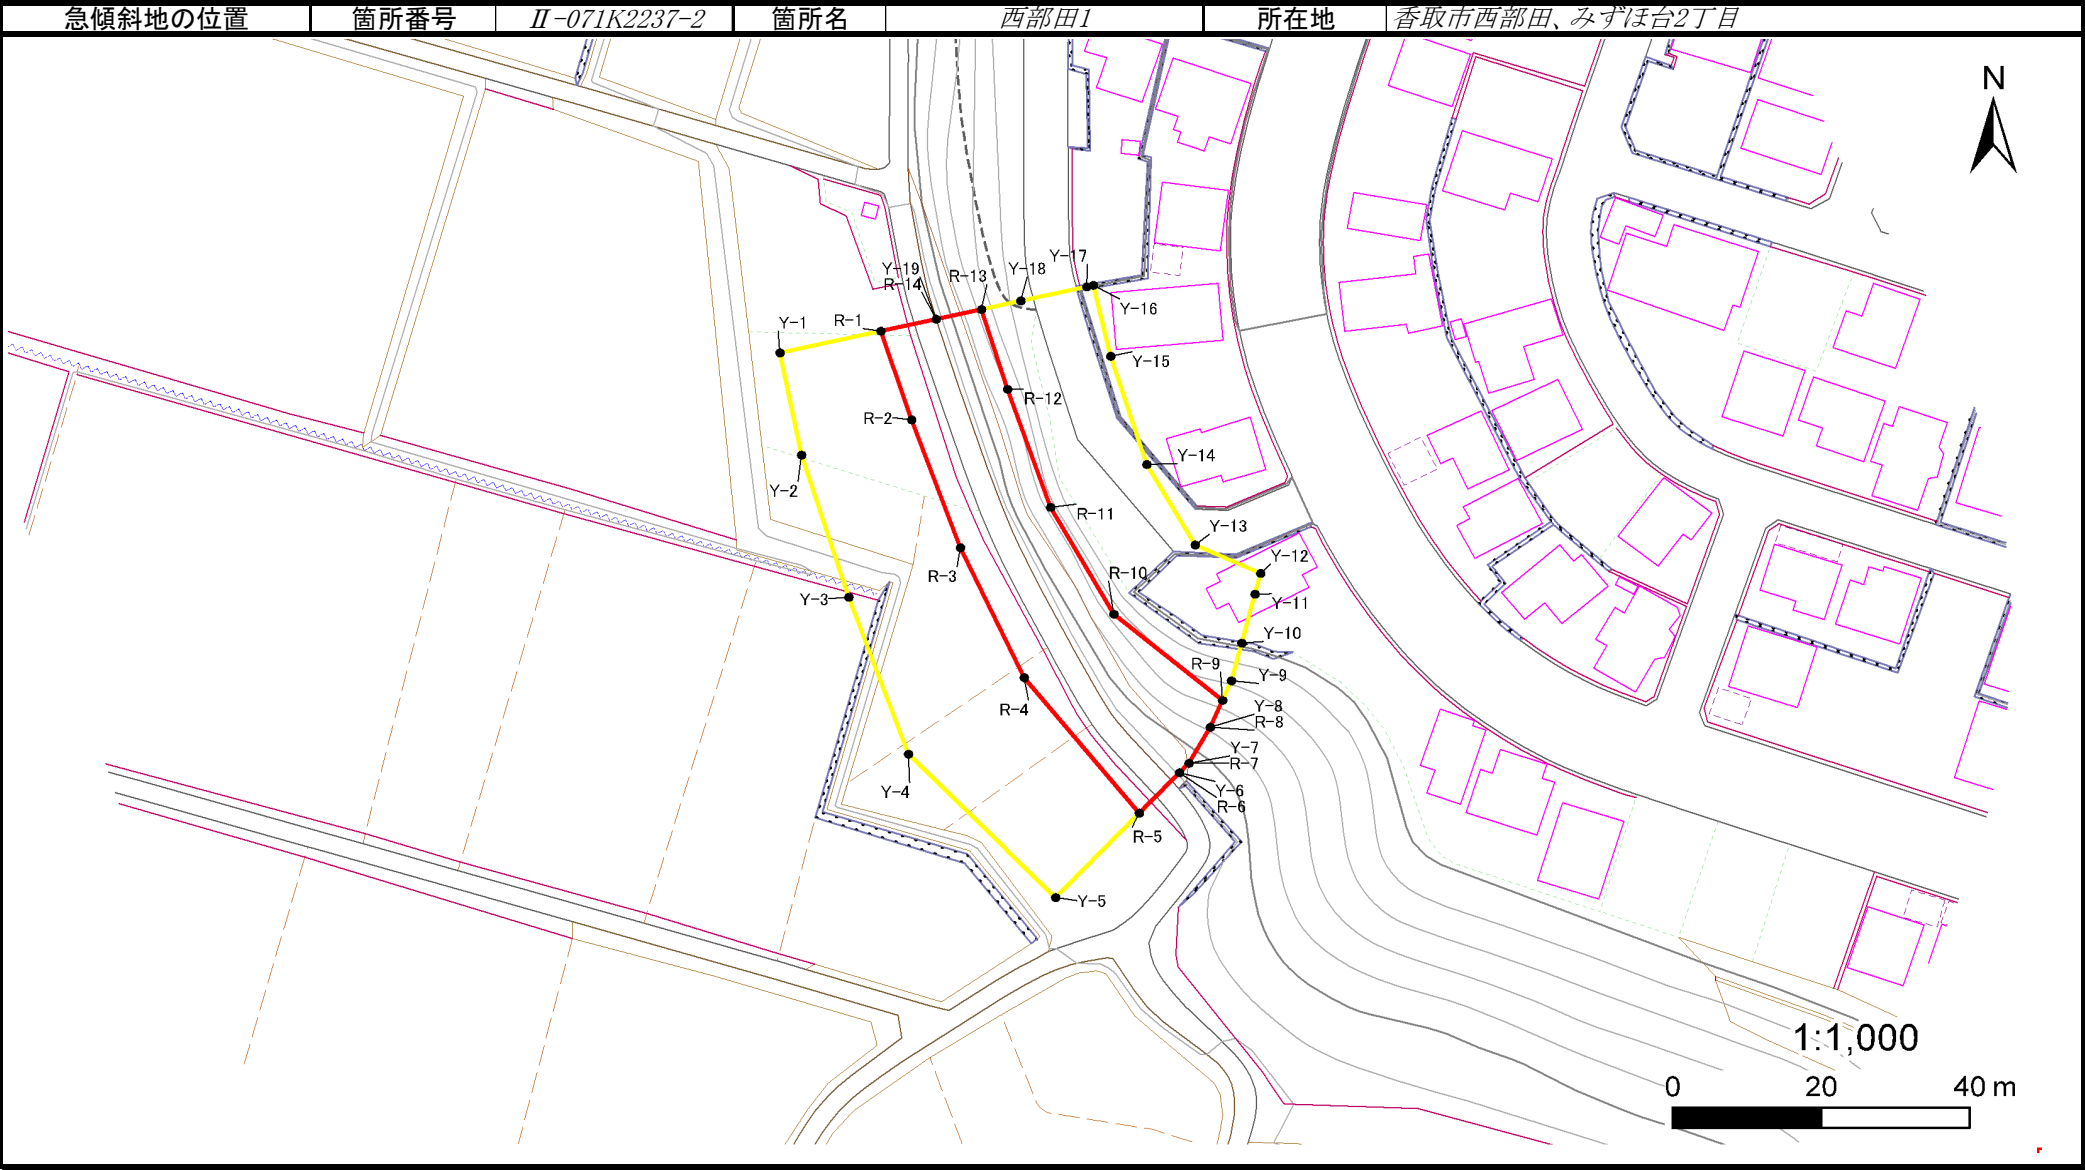 急傾斜地の位置 箇所番号 Ⅱ-071K2237-2 箇所名 西部田1 所在地 香取市西部田、みずほ台2丁目
N
Y-17
Y-19
R-13
Y-18
R-14
Y-16
Y-1
R-1
Y-15
R-12
R-2
Y-14
Y-2
R-11
Y-13
Y-12
R-3
R-10
Y-3
Y-11
Y-10
R-9
Y-9
R-4
Y-8
R-8
Y-7
R-7
Y-4
Y-6
R-6
R-5
Y-5
1:1,000
0 20 40 m